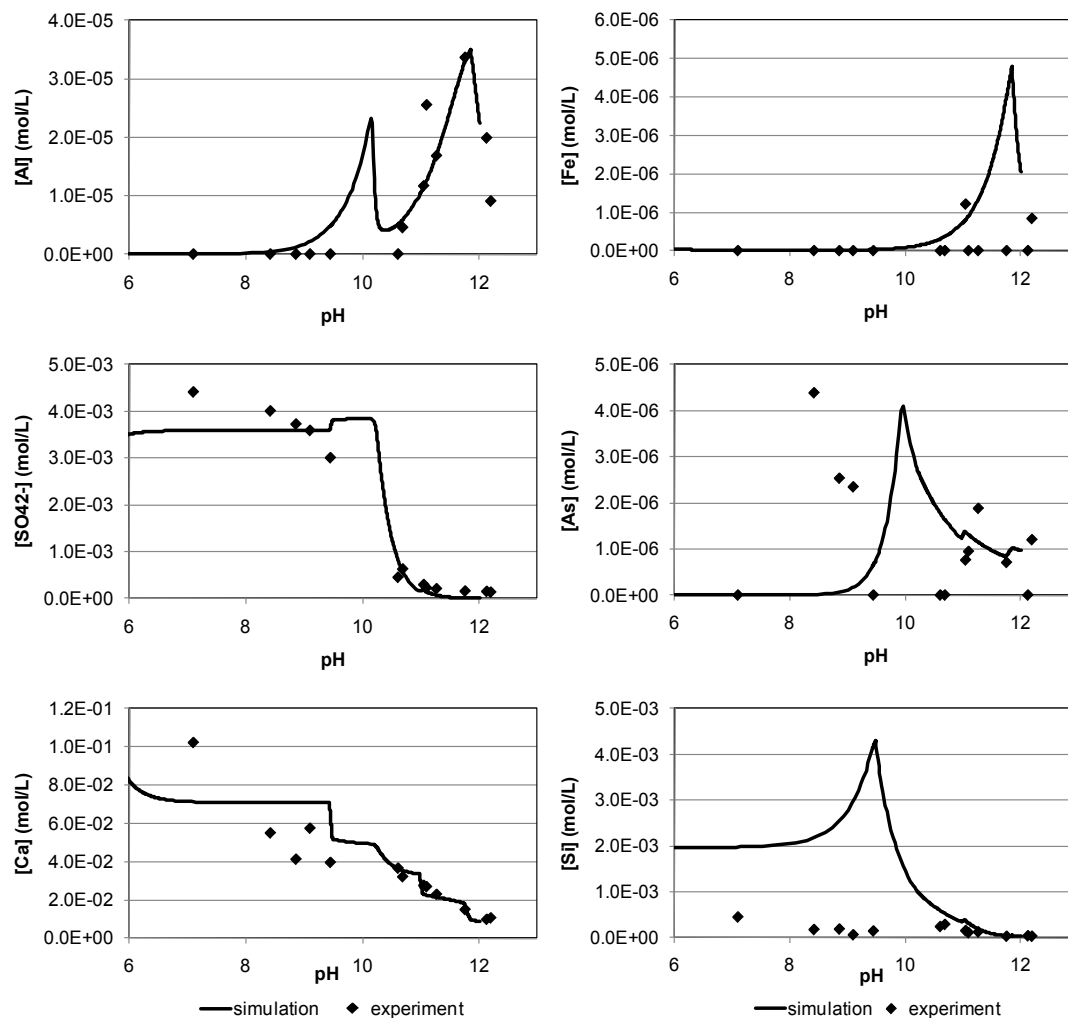 4.0E-05
3.0E-05
2.0E-05
1.0E-05
0.0E+00
[Al] (mol/L)
6 8 10 12
pH
6.0E-06
5.0E-06
4.0E-06
3.0E-06
2.0E-06
1.0E-06
0.0E+00
[Fe] (mol/L)
6 8 10 12
pH
5.0E-03
4.0E-03
3.0E-03
2.0E-03
1.0E-03
0.0E+00
[SO42-] (mol/L)
6 8 10 12
pH
5.0E-06
4.0E-06
3.0E-06
2.0E-06
1.0E-06
0.0E+00
[As] (mol/L)
6 8 10 12
pH
1.2E-01
1.0E-01
8.0E-02
6.0E-02
4.0E-02
2.0E-02
0.0E+00
[Ca] (mol/L)
6 8 10 12
pH
simulation experiment
5.0E-03
4.0E-03
3.0E-03
2.0E-03
1.0E-03
0.0E+00
[Si] (mol/L)
6 8 10 12
pH
simulation experiment